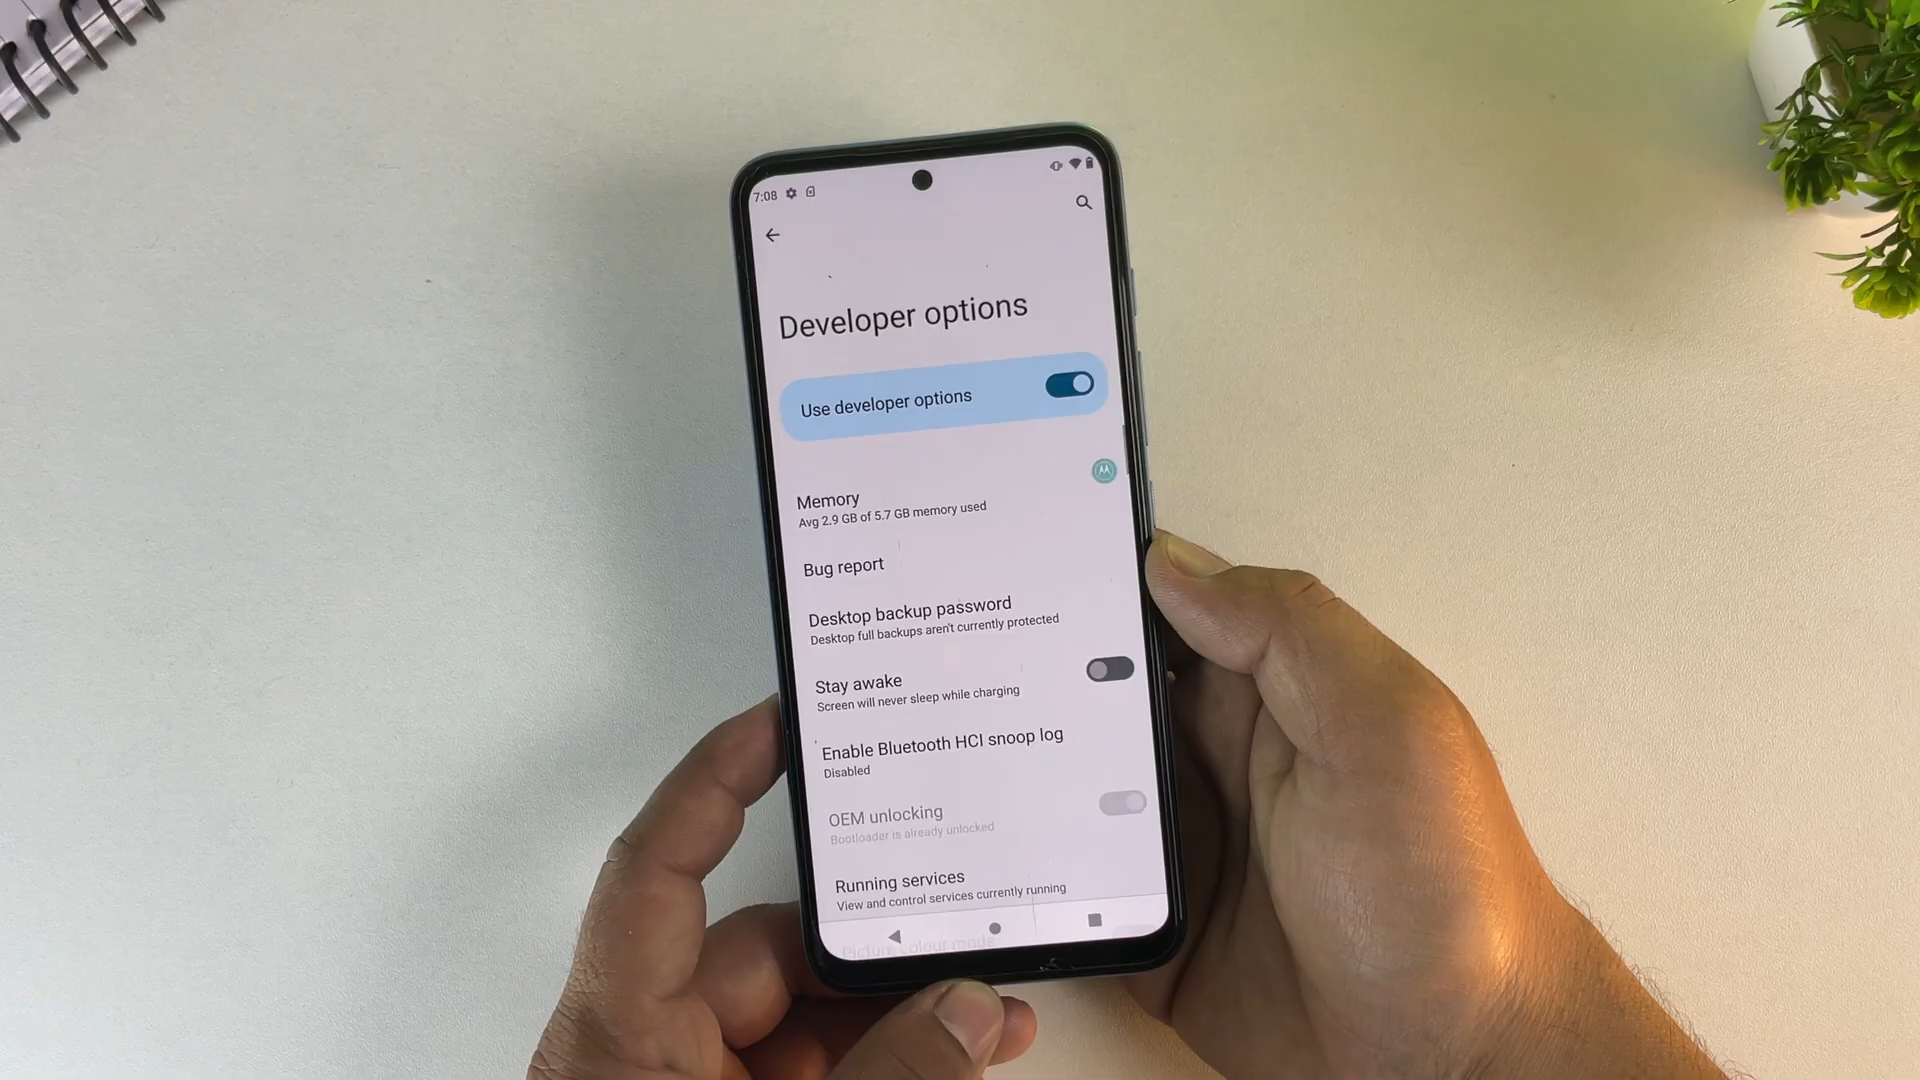 7:08
Developer options
Use developer options
Memory
Avg 2.9 GB of 5.7 GB memory used
Bug report
Desktop backup password
Desktop full backups aren't currently protected
Stay awake
Screen will never sleep while charging
Enable Bluetooth HCI snoop log
Disabled
OEM unlocking
Bootloader is already unlocked
Running services
View and control services currently running
Picture colour mode